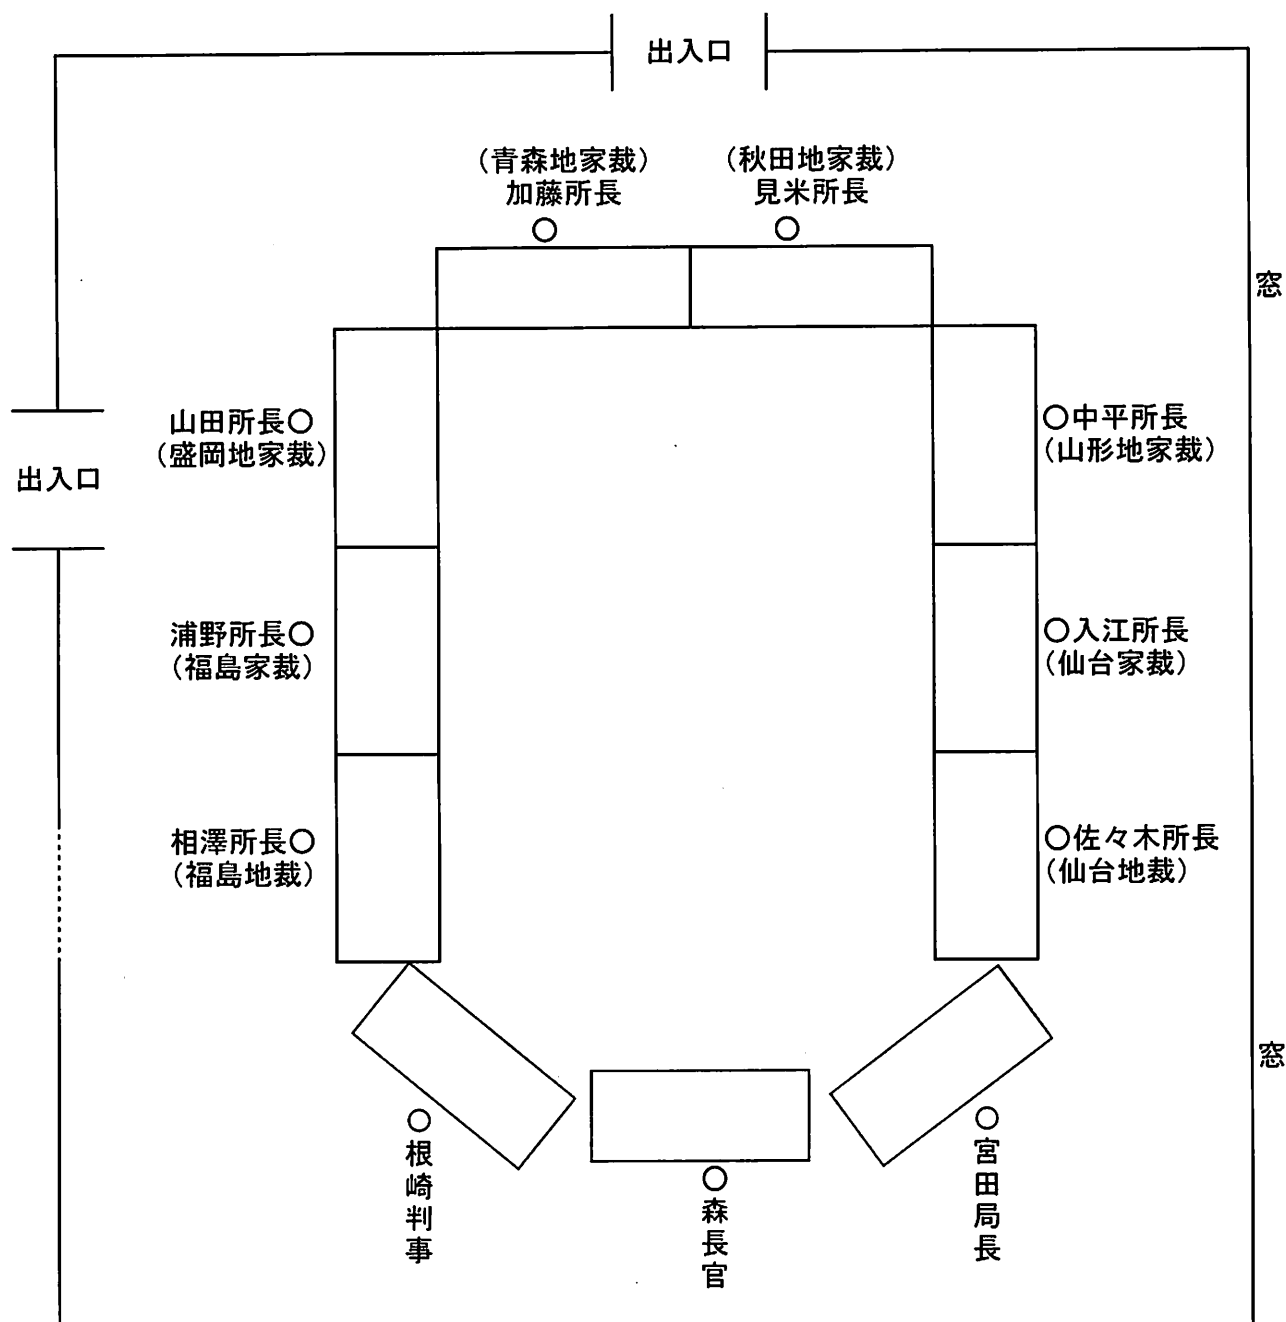 出入口
（青森地家裁）
加藤所長
（秋田地家裁）
見米所長
窓
山田所長
（盛岡地家裁）
中平所長
（山形地家裁）
出入口
浦野所長
（福島家裁）
入江所長
（仙台家裁）
相澤所長
（福島地裁）
佐々木所長
（仙台地裁）
窓
根崎判事
森長官
宮田局長